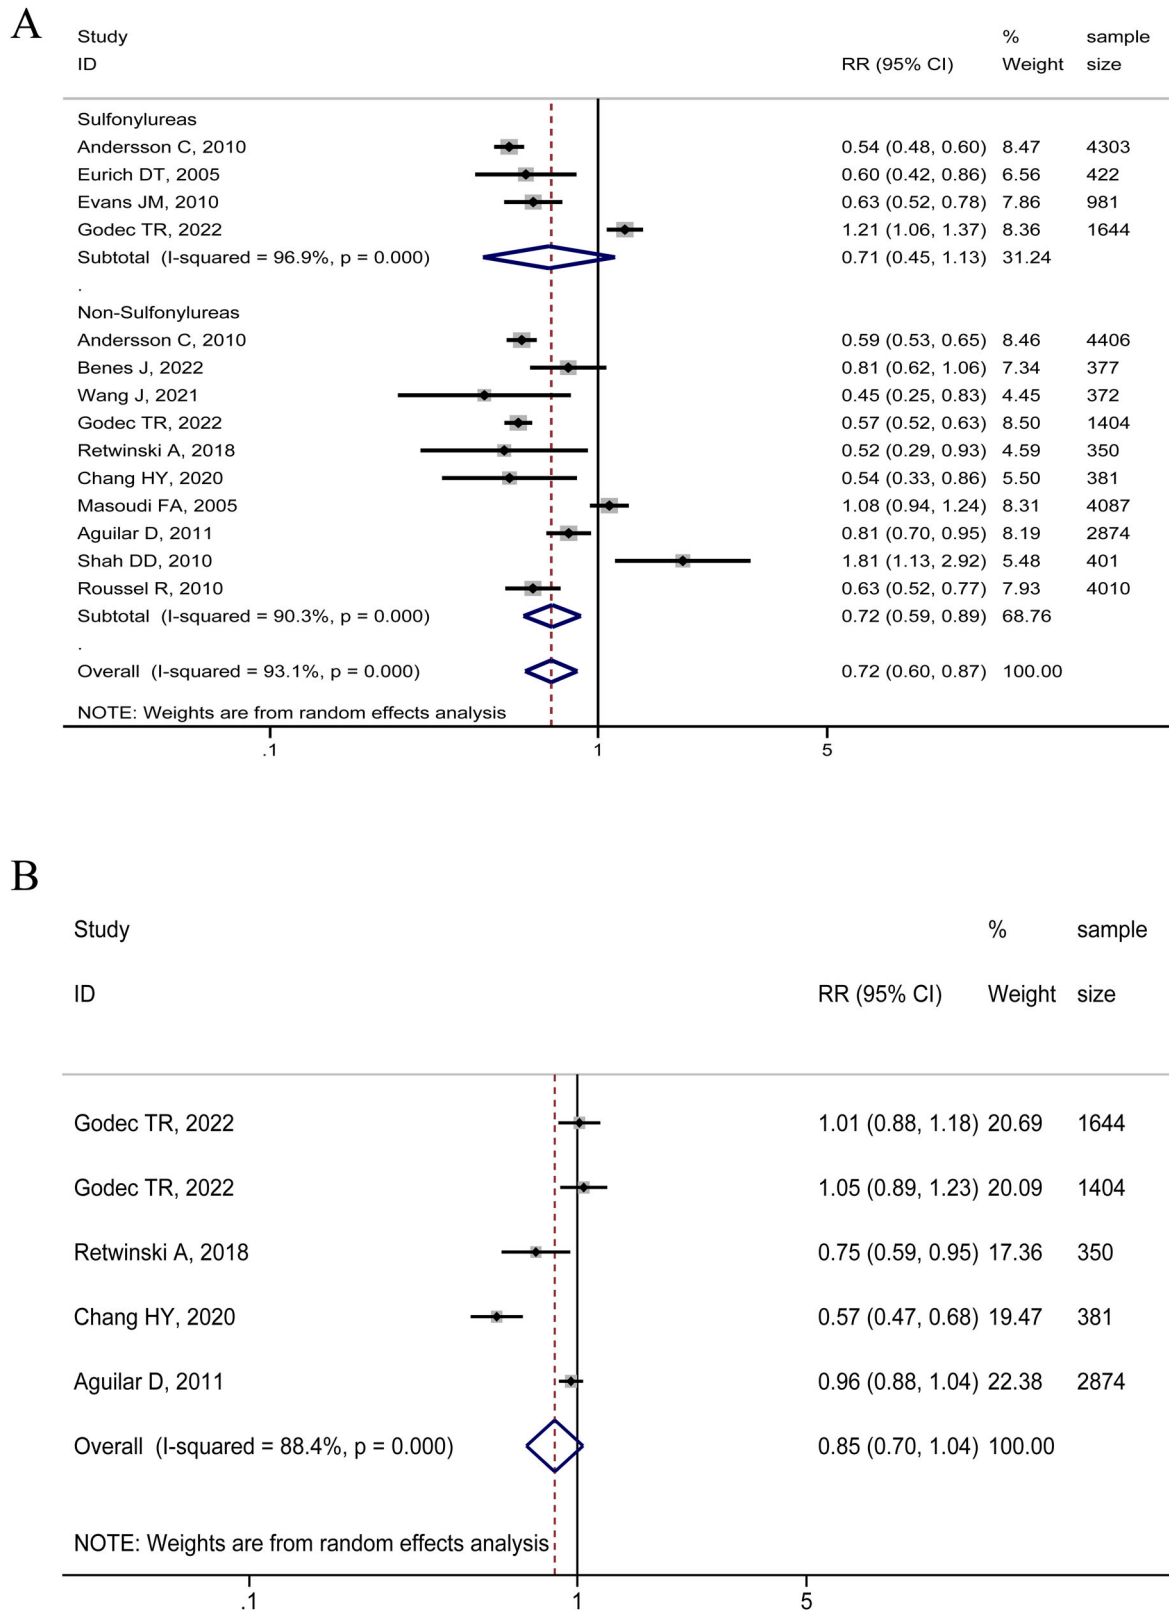 A
Study % sample
ID RR (95% CI) Weight size
Sulfonylureas
Andersson C, 2010 0.54 (0.48, 0.60) 8.47 4303
Eurich DT, 2005 0.60 (0.42, 0.86) 6.56 422
Evans JM, 2010 0.63 (0.52, 0.78) 7.86 981
Godec TR, 2022 1.21 (1.06, 1.37) 8.36 1644
Subtotal (I-squared = 96.9%, p = 0.000) 0.71 (0.45, 1.13) 31.24
.
Non-Sulfonylureas
Andersson C, 2010 0.59 (0.53, 0.65) 8.46 4406
Benes J, 2022 0.81 (0.62, 1.06) 7.34 377
Wang J, 2021 0.45 (0.25, 0.83) 4.45 372
Godec TR, 2022 0.57 (0.52, 0.63) 8.50 1404
Retwinski A, 2018 0.52 (0.29, 0.93) 4.59 350
Chang HY, 2020 0.54 (0.33, 0.86) 5.50 381
Masoudi FA, 2005 1.08 (0.94, 1.24) 8.31 4087
Aguilar D, 2011 0.81 (0.70, 0.95) 8.19 2874
Shah DD, 2010 1.81 (1.13, 2.92) 5.48 401
Roussel R, 2010 0.63 (0.52, 0.77) 7.93 4010
Subtotal (I-squared = 90.3%, p = 0.000) 0.72 (0.59, 0.89) 68.76
.
Overall (I-squared = 93.1%, p = 0.000) 0.72 (0.60, 0.87) 100.00
NOTE: Weights are from random effects analysis
.1 1 5
B
Study % sample
ID RR (95% CI) Weight size
Godec TR, 2022 1.01 (0.88, 1.18) 20.69 1644
Godec TR, 2022 1.05 (0.89, 1.23) 20.09 1404
Retwinski A, 2018 0.75 (0.59, 0.95) 17.36 350
Chang HY, 2020 0.57 (0.47, 0.68) 19.47 381
Aguilar D, 2011 0.96 (0.88, 1.04) 22.38 2874
Overall (I-squared = 88.4%, p = 0.000) 0.85 (0.70, 1.04) 100.00
NOTE: Weights are from random effects analysis
.1 1 5